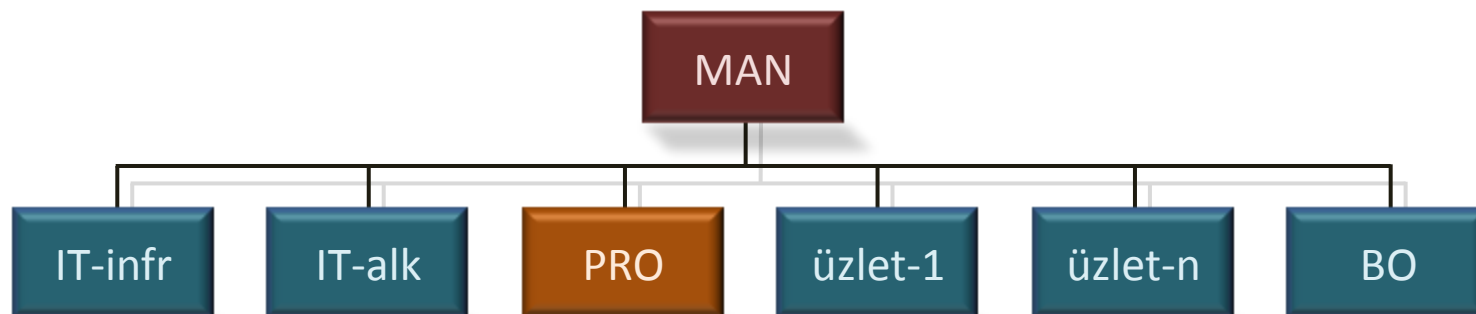 MAN
IT-infr
IT-alk
PRO
üzlet-1
üzlet-n
BO